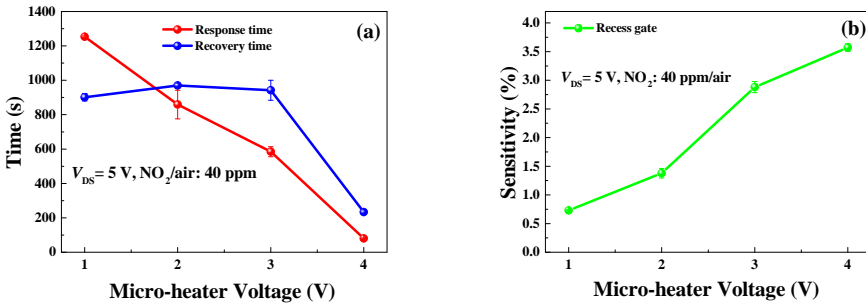 1400
1200
1000
800
600
400
200
0
Time (s)
Response time
Recovery time
(a)
V_DS= 5 V, NO₂/air: 40 ppm
1 2 3 4
Micro-heater Voltage (V)
4.0
3.5
3.0
2.5
2.0
1.5
1.0
0.5
0.0
Sensitivity (%)
Recess gate
(b)
V_DS= 5 V, NO₂: 40 ppm/air
1 2 3 4
Micro-heater Voltage (V)